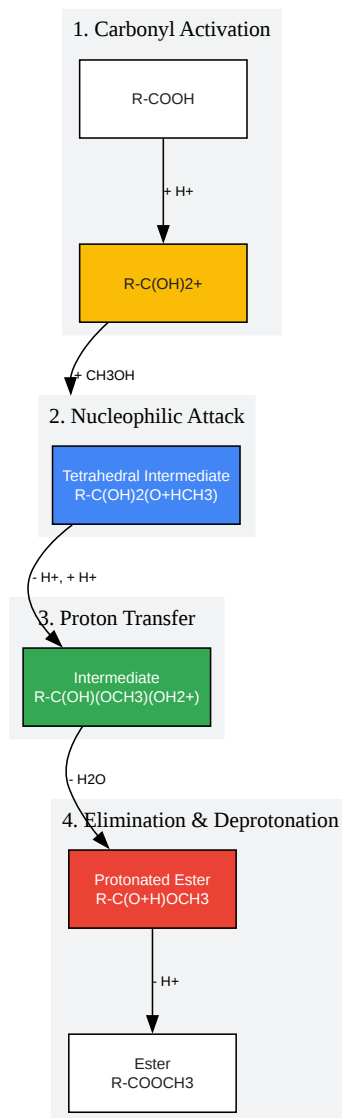 1. Carbonyl Activation
R-COOH
+ H+
R-C(OH)2+
+ CH3OH
2. Nucleophilic Attack
Tetrahedral Intermediate
R-C(OH)2(O+HCH3)
- H+, + H+
3. Proton Transfer
Intermediate
R-C(OH)(OCH3)(OH2+)
- H2O
4. Elimination & Deprotonation
Protonated Ester
R-C(O+H)OCH3
- H+
Ester
R-COOCH3